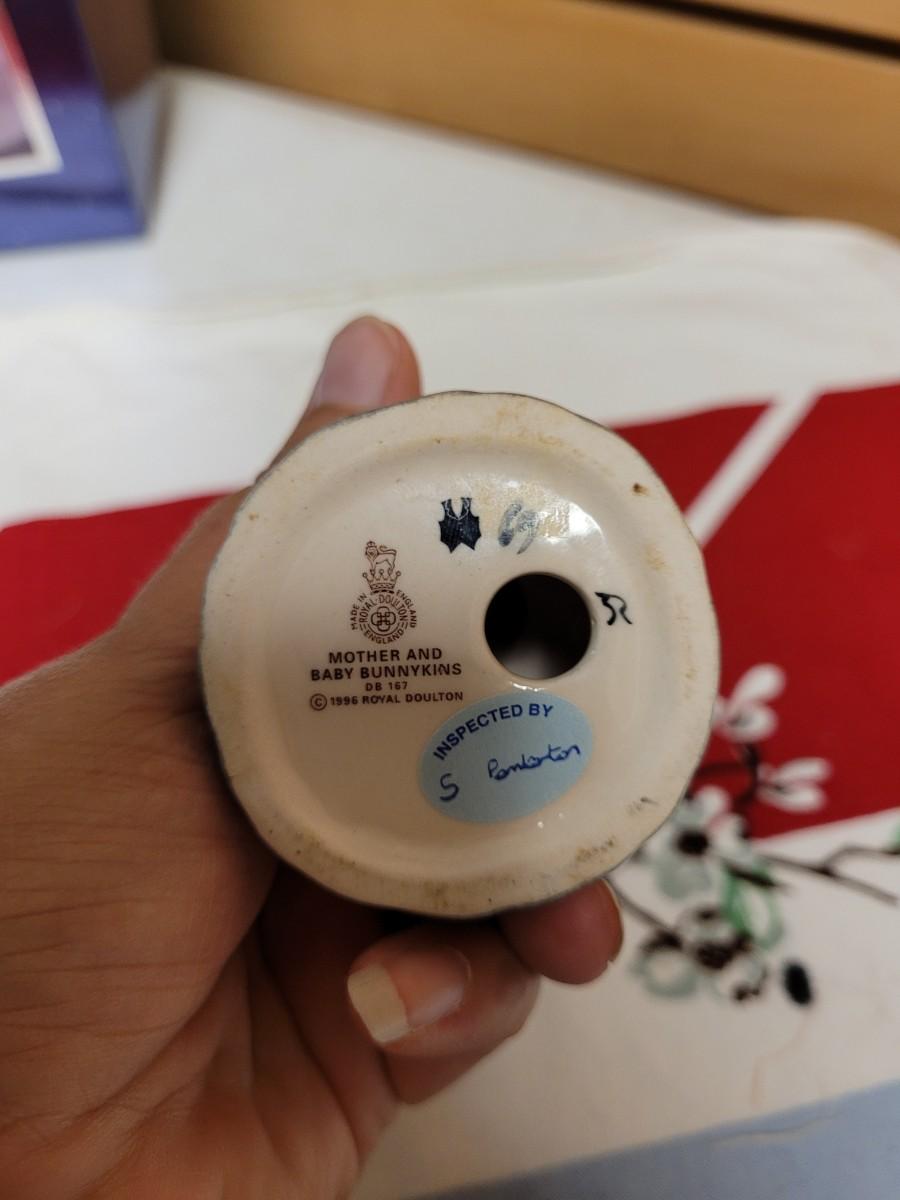 MADE IN ENGLAND
ROYAL·DOULTON
ENGLAND
MOTHER AND
BABY BUNNYKINS
DB 167
© 1996 ROYAL DOULTON
INSPECTED BY
S Pemberton